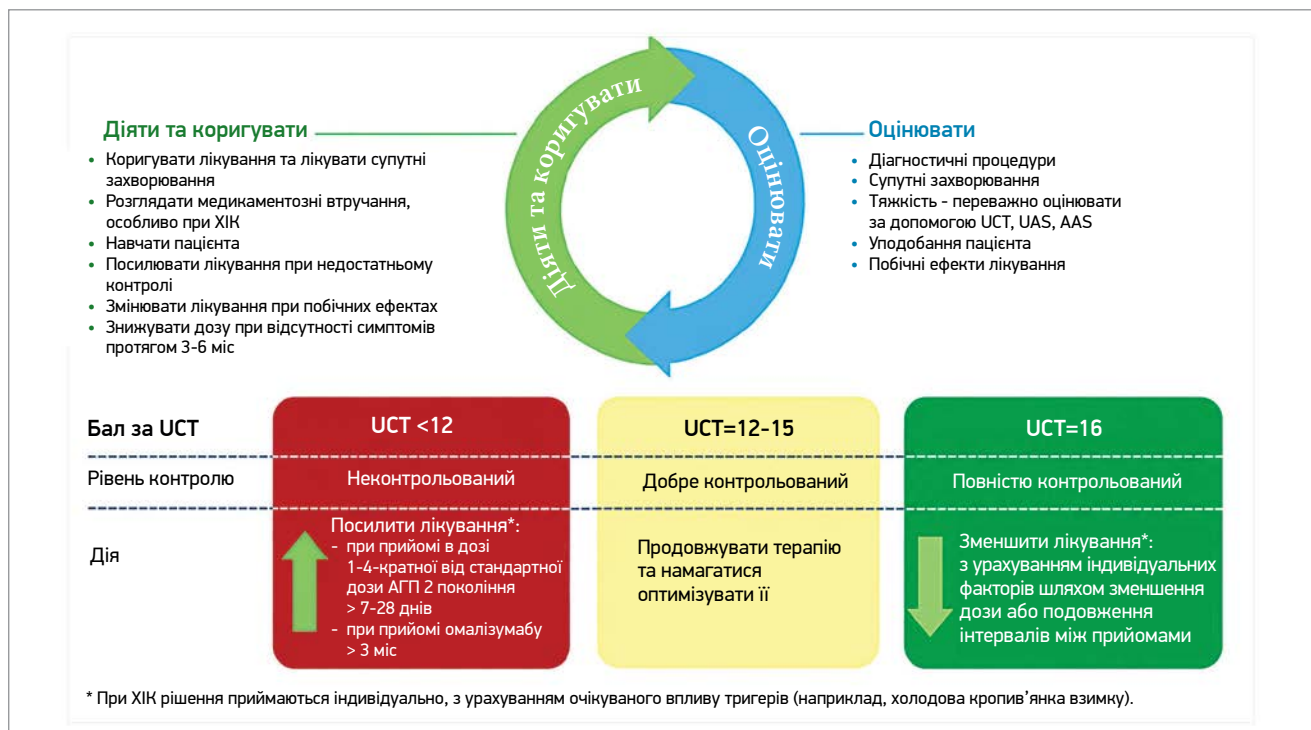 Діяти та коригувати
Оцінювати
Діяти та коригувати
• Коригувати лікування та лікувати супутні
захворювання
• Розглядати медикаментозні втручання,
особливо при ХІК
• Навчати пацієнта
• Посилювати лікування при недостатньому
контролі
• Змінювати лікування при побічних ефектах
• Знижувати дозу при відсутності симптомів
протягом 3-6 міс
Оцінювати
• Діагностичні процедури
• Супутні захворювання
• Тяжкість - переважно оцінювати
за допомогою UCT, UAS, AAS
• Уподобання пацієнта
• Побічні ефекти лікування
Бал за UCT
UCT <12
UCT=12-15
UCT=16
Рівень контролю
Неконтрольований
Добре контрольований
Повністю контрольований
Дія
Посилити лікування*:
- при прийомі в дозі
1-4-кратної від стандартної
дози АГП 2 покоління
> 7-28 днів
- при прийомі омалізумабу
> 3 міс
Продовжувати терапію
та намагатися
оптимізувати її
Зменшити лікування*:
з урахуванням індивідуальних
факторів шляхом зменшення
дози або подовження
інтервалів між прийомами
* При ХІК рішення приймаються індивідуально, з урахуванням очікуваного впливу тригерів (наприклад, холодова кропив'янка взимку).